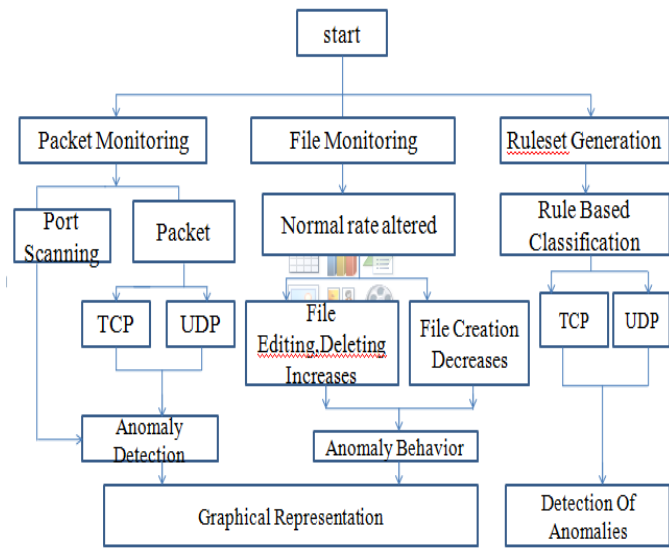 start
Packet Monitoring
File Monitoring
Ruleset Generation
Port
Scanning
Packet
Normal rate altered
Rule Based
Classification
TCP
UDP
File
Editing,Deleting
Increases
File Creation
Decreases
TCP
UDP
Anomaly
Detection
Anomaly Behavior
Graphical Representation
Detection Of
Anomalies